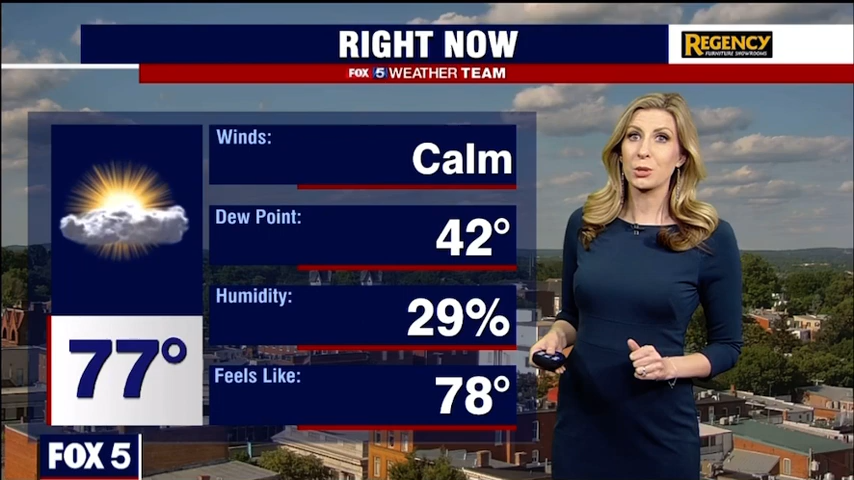 RIGHT NOW
REGENCY
FURNITURE SHOWROOMS
FOX 5 WEATHER TEAM
Winds:
Calm
Dew Point:
42°
Humidity:
29%
77°
Feels Like:
78°
FOX 5